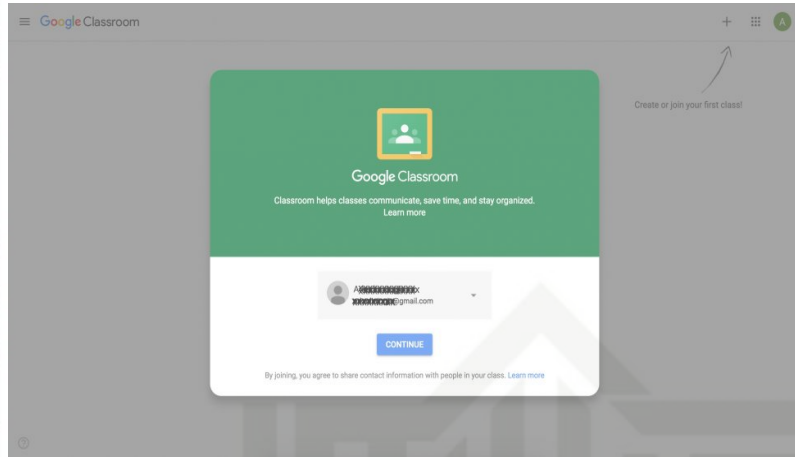 Google Classroom
A
Create or join your first class!
Google Classroom
Classroom helps classes communicate, save time, and stay organized.
Learn more
@gmail.com
CONTINUE
By joining, you agree to share contact information with people in your class. Learn more